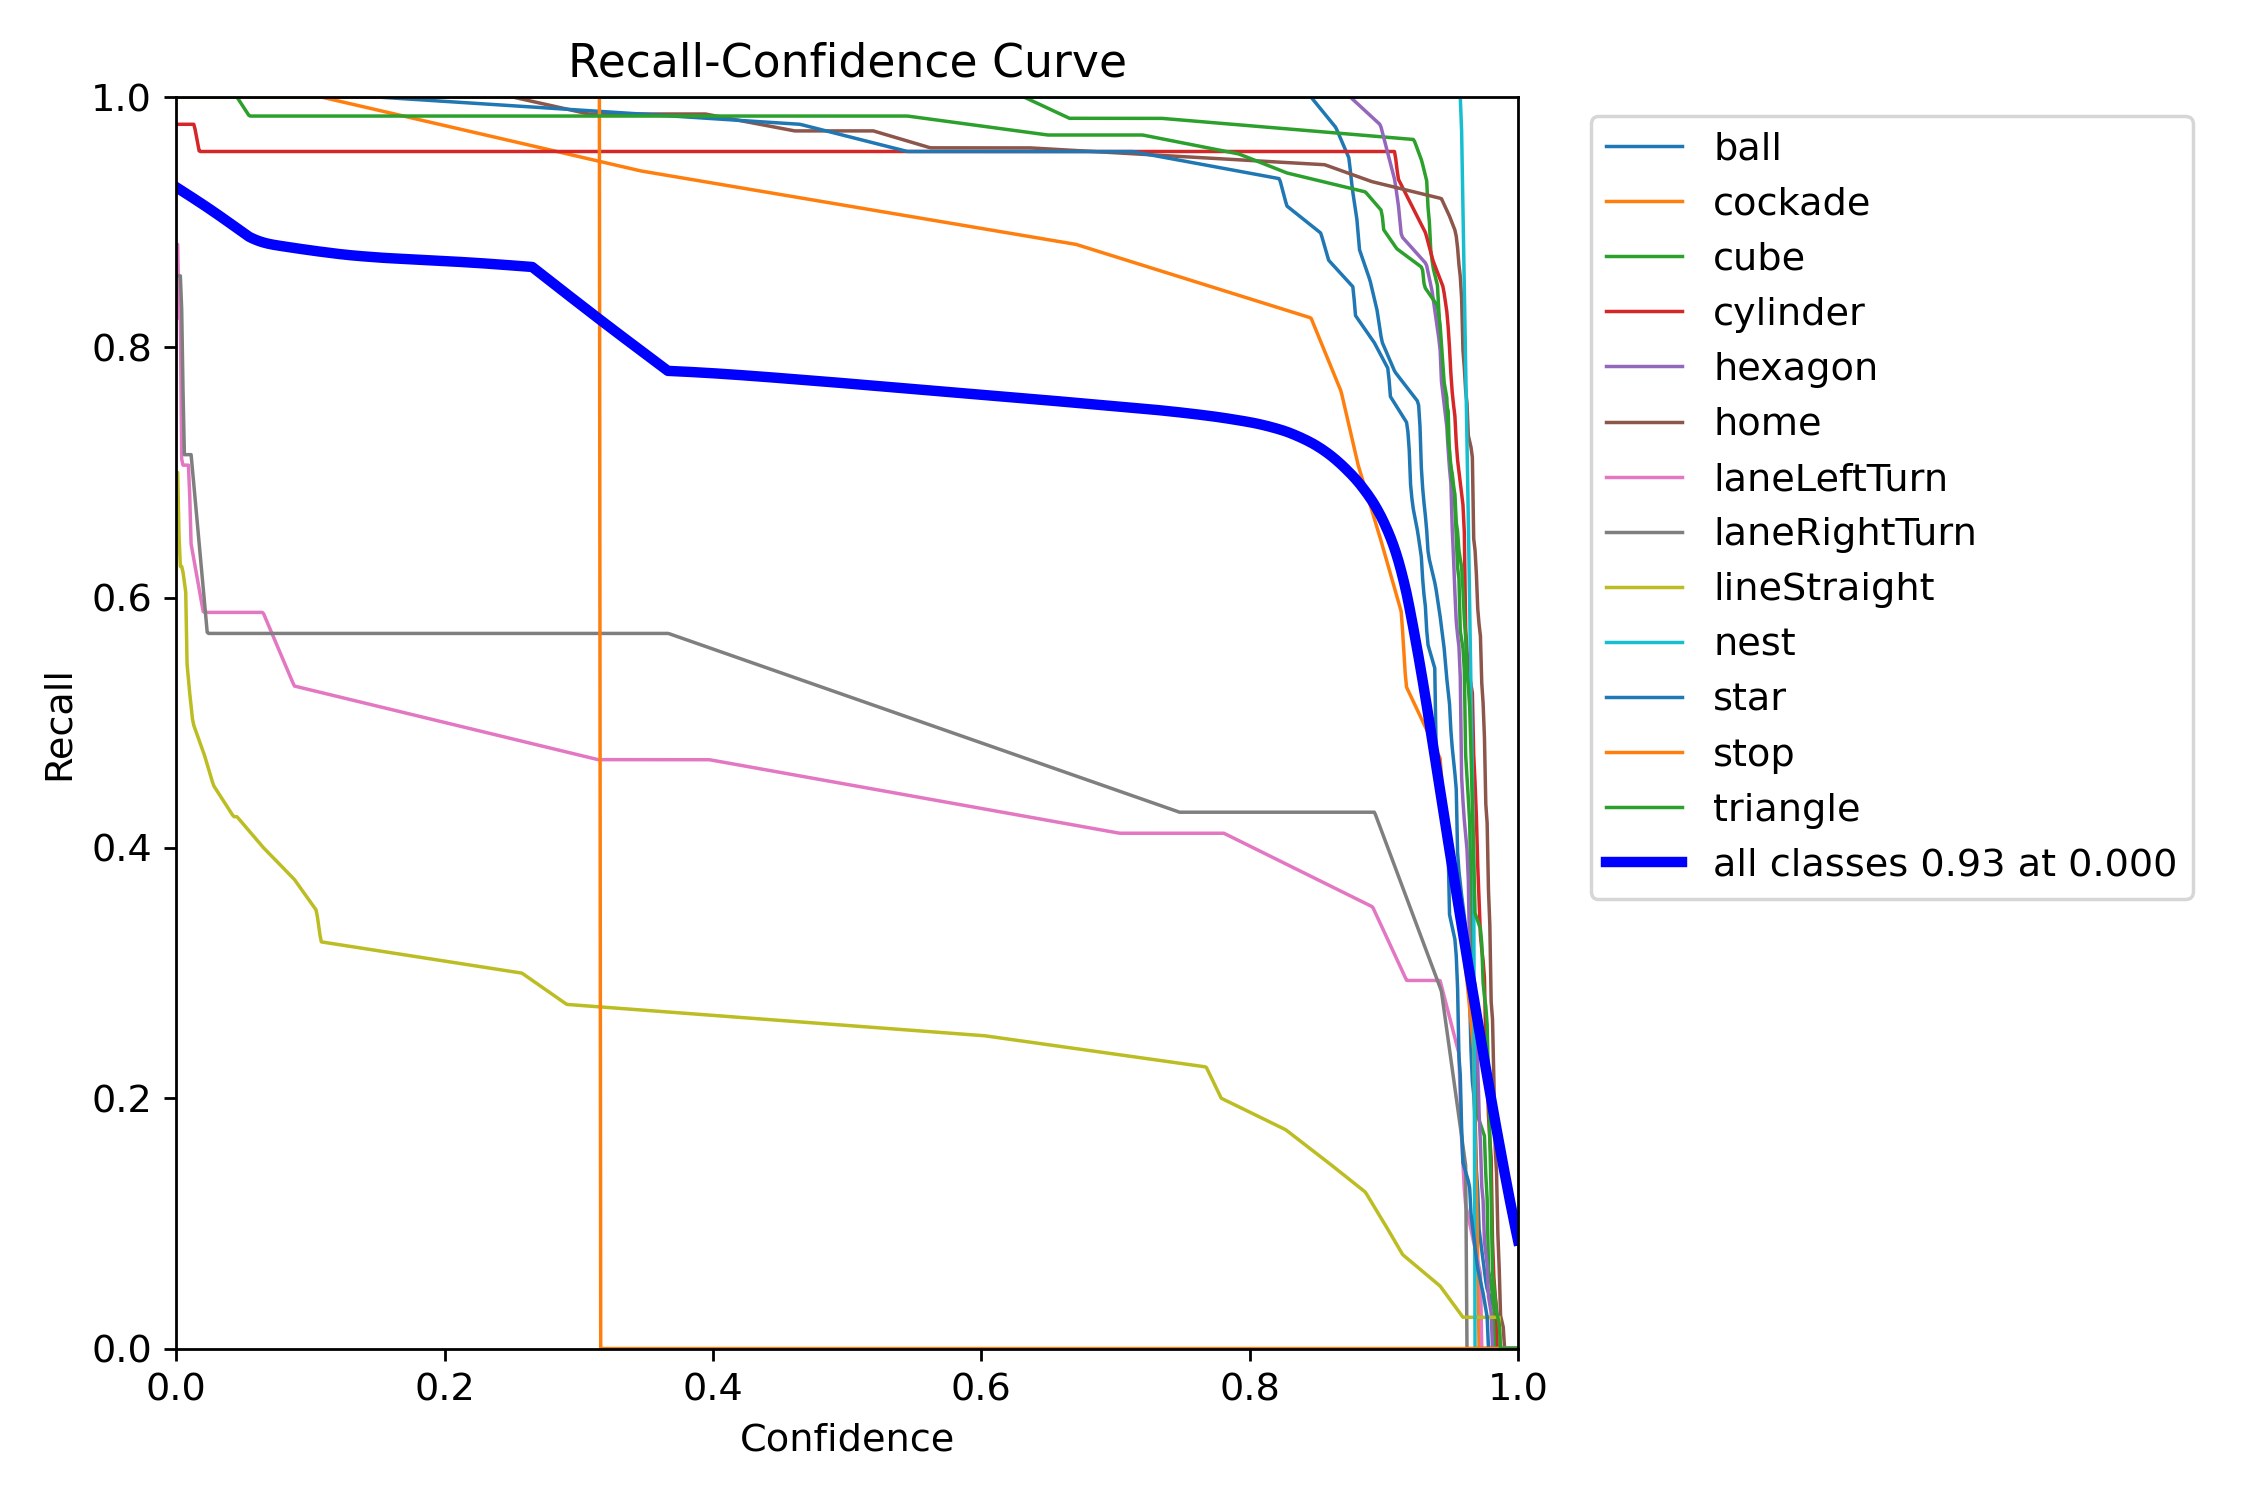 Recall-Confidence Curve
1.0
0.8
0.6
0.4
0.2
0.0
Recall
0.0 0.2 0.4 0.6 0.8 1.0
Confidence
ball
cockade
cube
cylinder
hexagon
home
laneLeftTurn
laneRightTurn
lineStraight
nest
star
stop
triangle
all classes 0.93 at 0.000